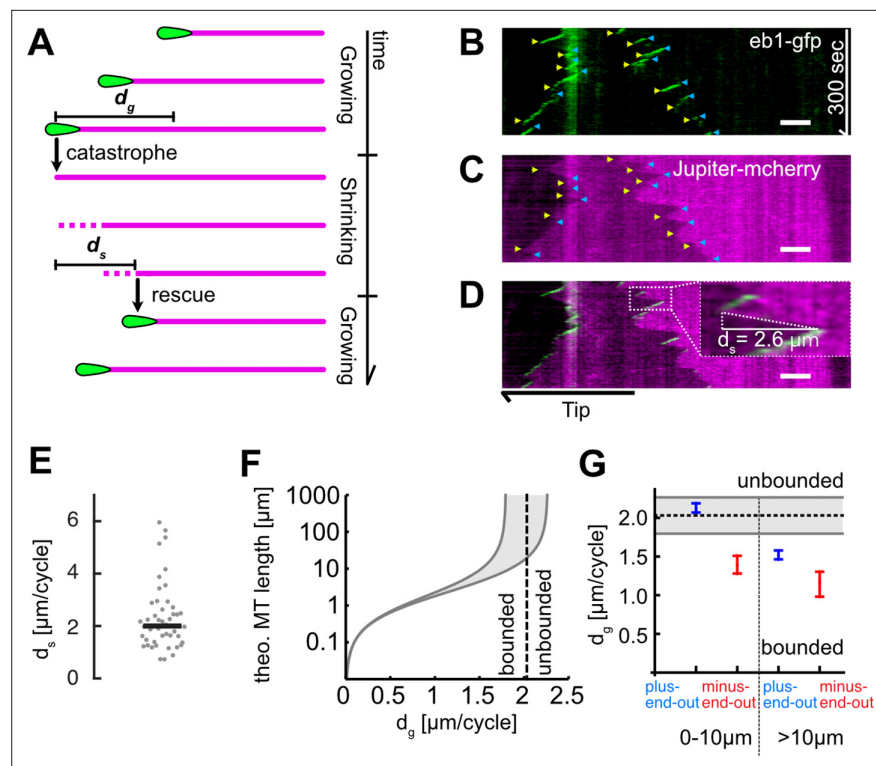 A
time
Growing
d_g
catastrophe
Shrinking
d_s
rescue
Growing
B
eb1-gfp
300 sec
C
Jupiter-mcherry
D
d_s = 2.6 µm
Tip
E
d_s [µm/cycle]
6
4
2
0
F
theo. MT length [µm]
1000
100
10
1
0.1
bounded
unbounded
0
0.5
1
1.5
2
2.5
d_g [µm/cycle]
G
unbounded
d_g [µm/cycle]
2.0
1.5
1.0
0.5
bounded
plus-end-out
minus-end-out
plus-end-out
minus-end-out
0-10µm
>10µm